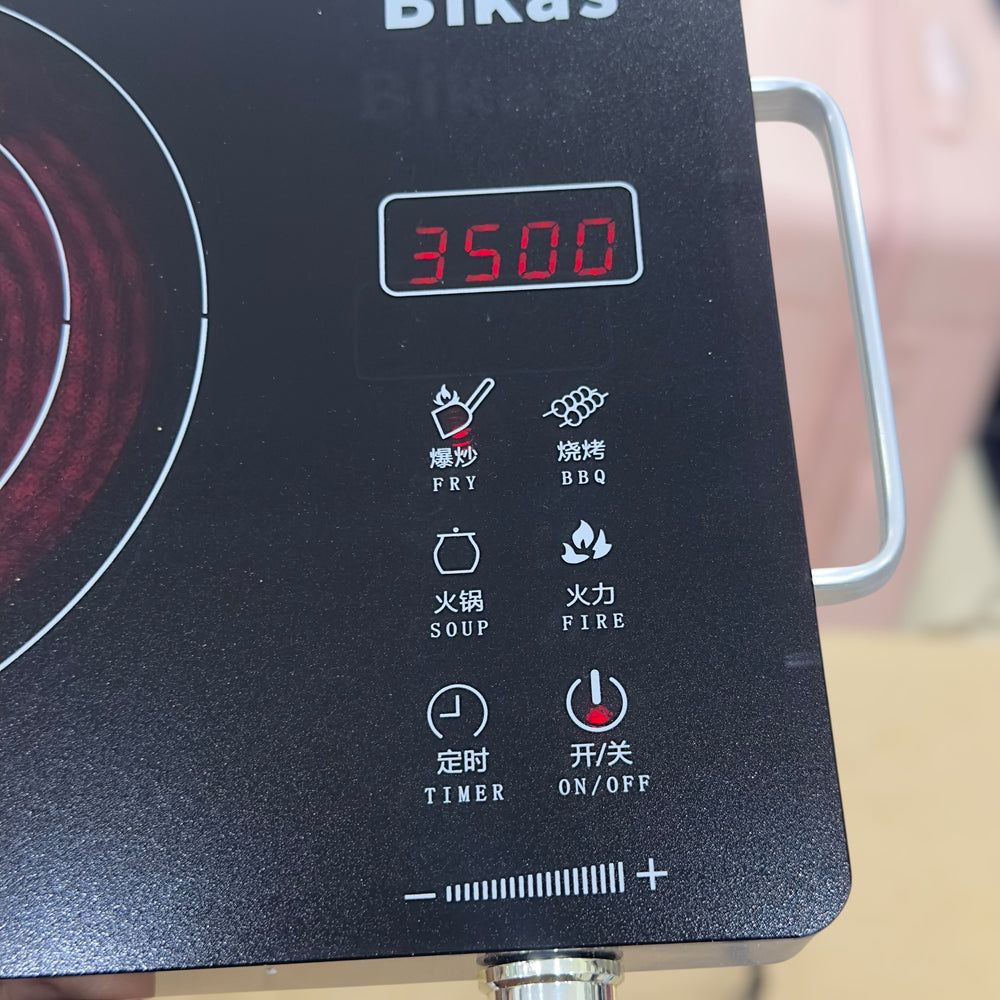 Bikas
3500
爆炒 烧烤
FRY BBQ
火锅 火力
SOUP FIRE
定时 开/关
TIMER ON/OFF
− +